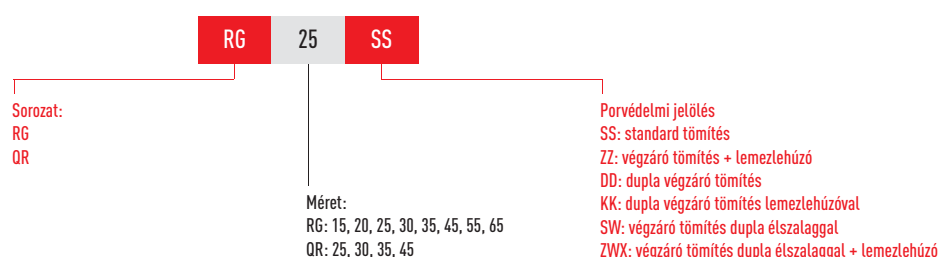 RG 25 SS
Sorozat:
RG
QR
Méret:
RG: 15, 20, 25, 30, 35, 45, 55, 65
QR: 25, 30, 35, 45
Porvédelmi jelölés
SS: standard tömítés
ZZ: végzáró tömítés + lemezlehúzó
DD: dupla végzáró tömítés
KK: dupla végzáró tömítés lemezlehúzóval
SW: végzáró tömítés dupla élszalaggal
ZWX: végzáró tömítés dupla élszalaggal + lemezlehúzó